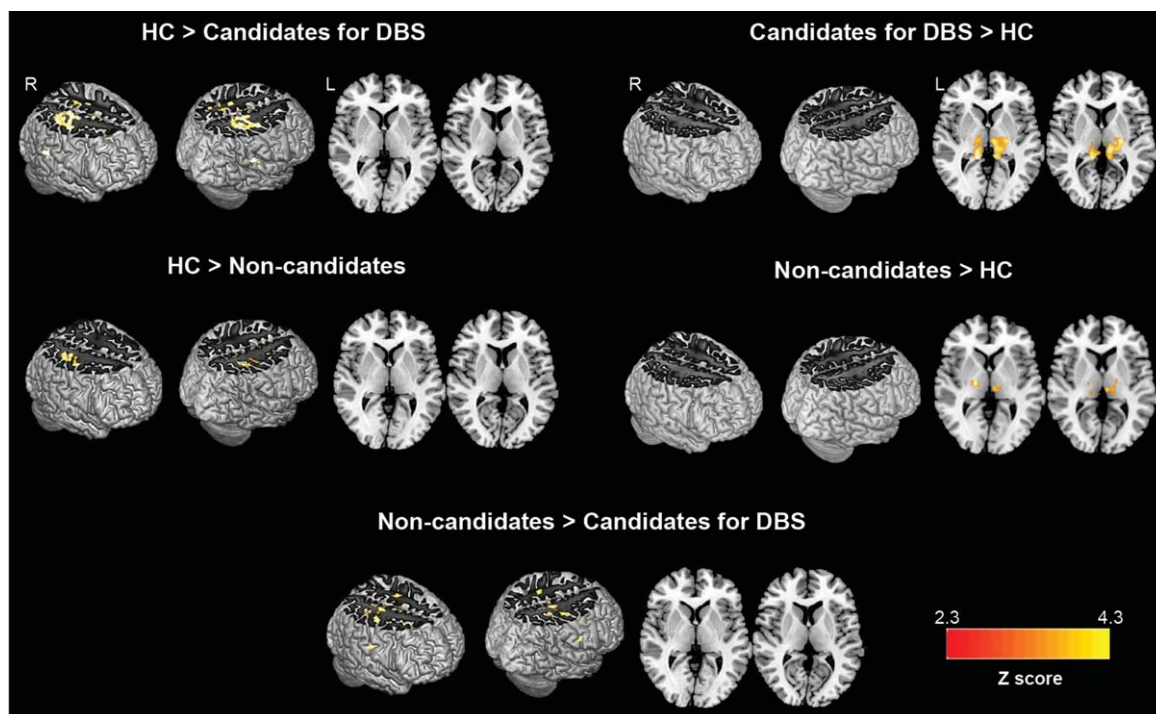 HC > Candidates for DBS
Candidates for DBS > HC
R
L
R
L
HC > Non-candidates
Non-candidates > HC
Non-candidates > Candidates for DBS
2.3
4.3
Z score